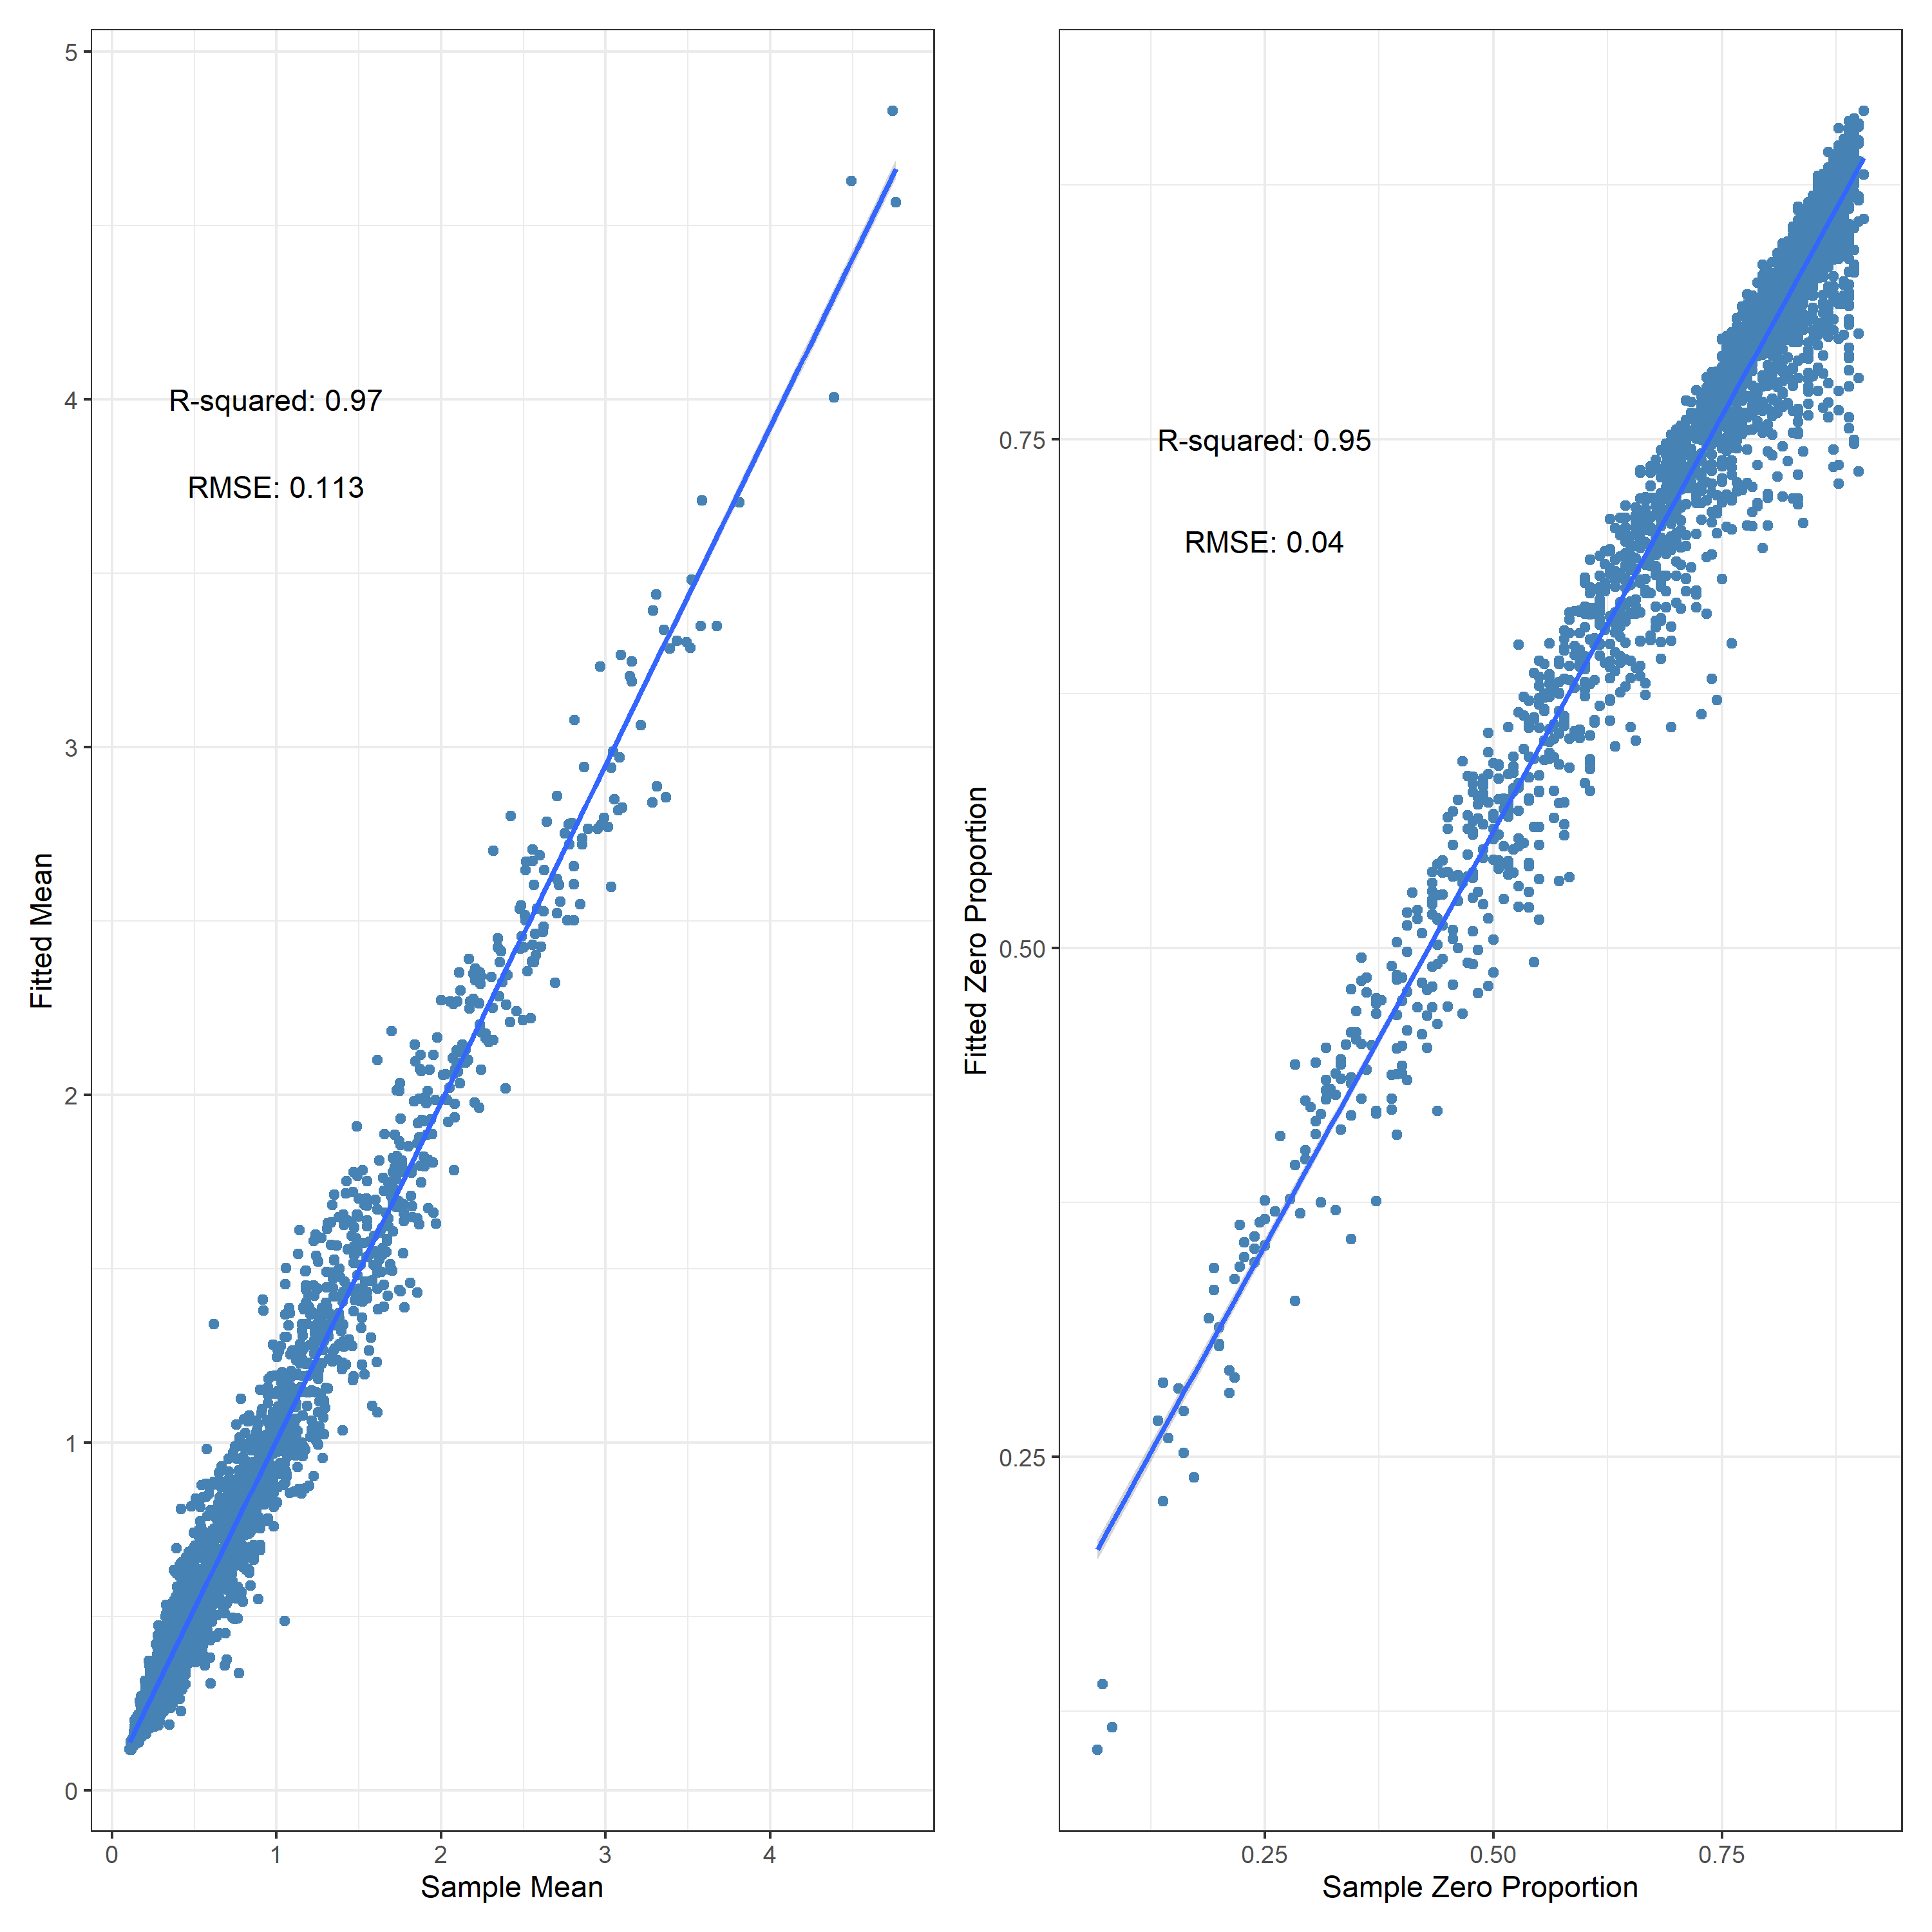 5
4
3
2
1
0
Fitted Mean
R-squared: 0.97
RMSE: 0.113
0
1
2
3
4
Sample Mean
0.75
0.50
0.25
Fitted Zero Proportion
R-squared: 0.95
RMSE: 0.04
0.25
0.50
0.75
Sample Zero Proportion